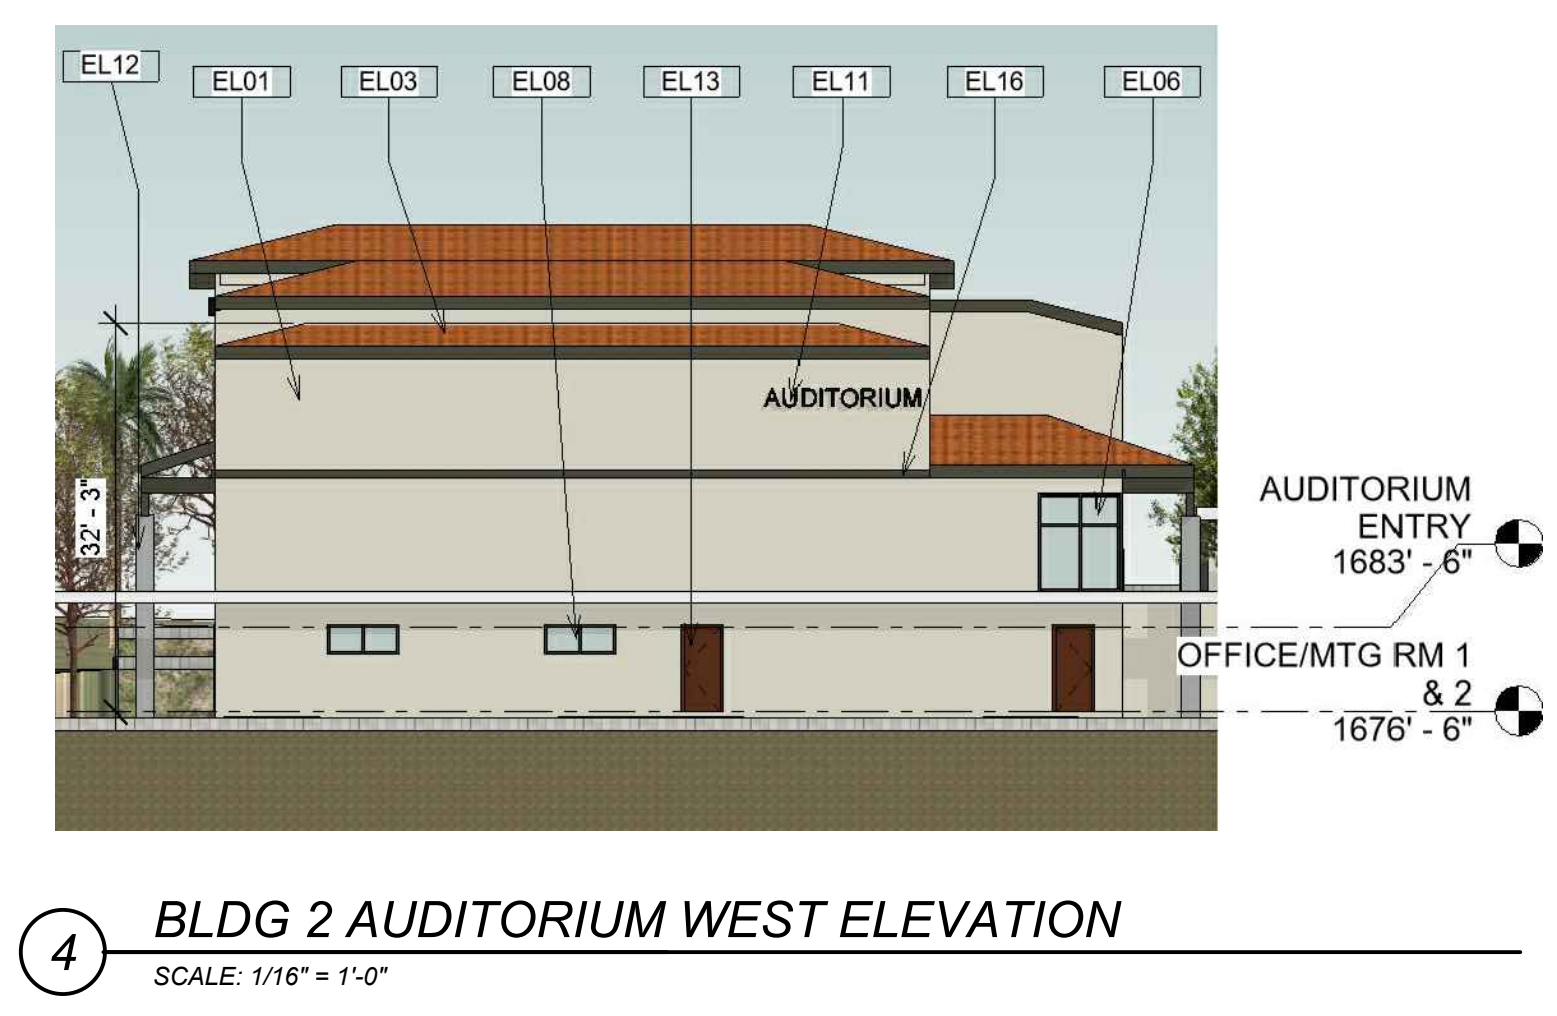 EL12
EL01
EL03
EL08
EL13
EL11
EL16
EL06
AUDITORIUM
32' - 3"
AUDITORIUM
ENTRY
1683' - 6"
OFFICE/MTG RM 1
& 2
1676' - 6"
4
BLDG 2 AUDITORIUM WEST ELEVATION
SCALE: 1/16" = 1'-0"